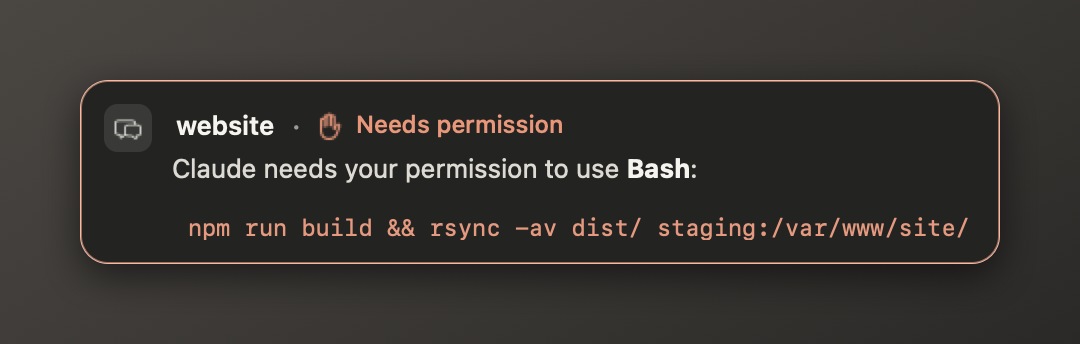 website · Needs permission
Claude needs your permission to use Bash:
npm run build && rsync -av dist/ staging:/var/www/site/